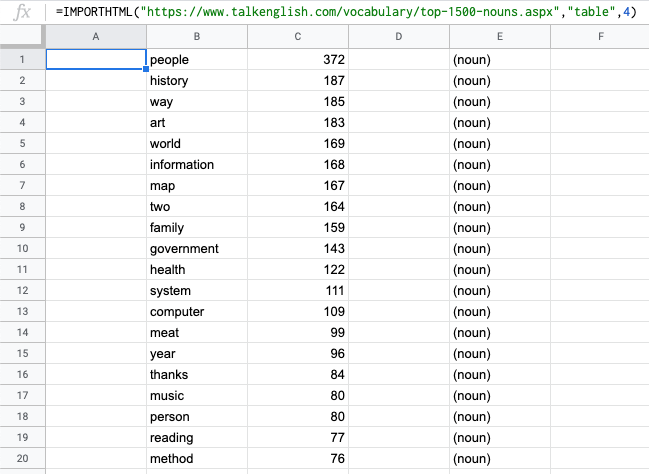 fx =IMPORTHTML("https://www.talkenglish.com/vocabulary/top-1500-nouns.aspx","table",4)
A B C D E F
1 people 372 (noun)
2 history 187 (noun)
3 way 185 (noun)
4 art 183 (noun)
5 world 169 (noun)
6 information 168 (noun)
7 map 167 (noun)
8 two 164 (noun)
9 family 159 (noun)
10 government 143 (noun)
11 health 122 (noun)
12 system 111 (noun)
13 computer 109 (noun)
14 meat 99 (noun)
15 year 96 (noun)
16 thanks 84 (noun)
17 music 80 (noun)
18 person 80 (noun)
19 reading 77 (noun)
20 method 76 (noun)